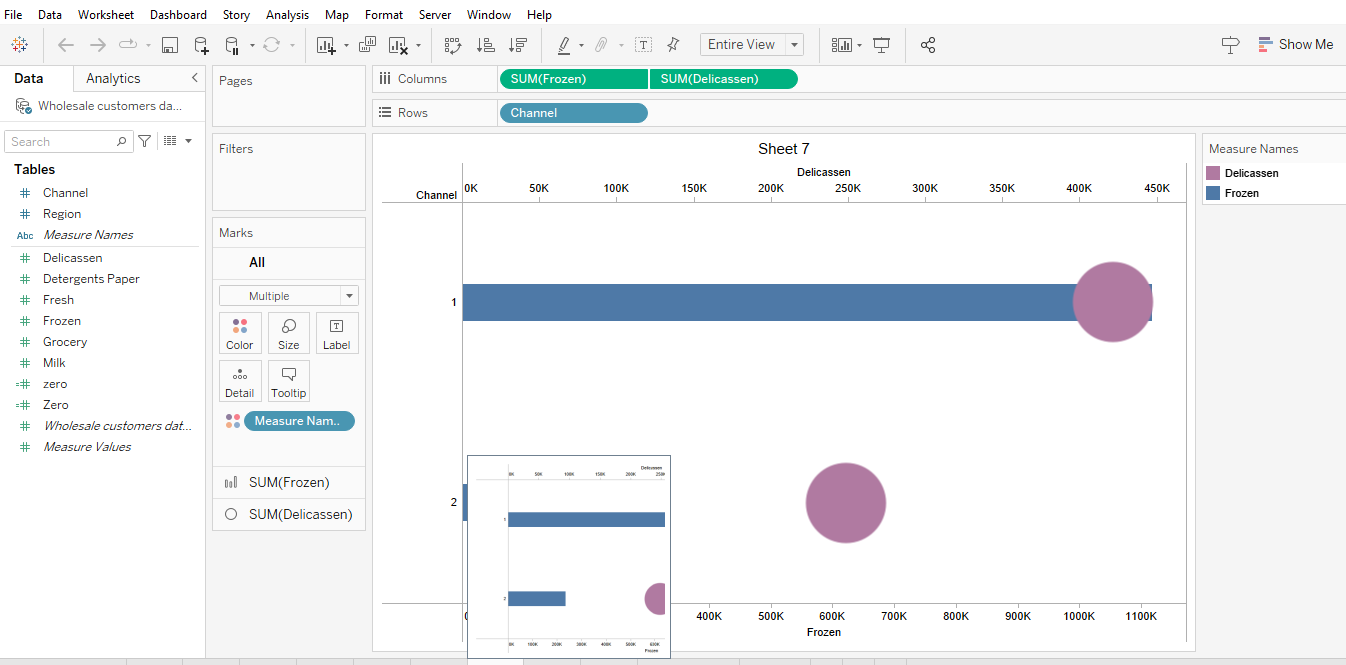 File Data Worksheet Dashboard Story Analysis Map Format Server Window Help
Entire View
Show Me
Data Analytics
Wholesale customers da...
Search
Tables
Channel
Region
Abc Measure Names
Delicassen
Detergents Paper
Fresh
Frozen
Grocery
Milk
zero
Zero
Wholesale customers dat...
Measure Values
Pages
Filters
Marks
All
Multiple
Color Size T Label
Detail Tooltip
Measure Nam..
SUM(Frozen)
SUM(Delicassen)
Columns SUM(Frozen) SUM(Delicassen)
Rows Channel
Sheet 7
Delicassen
Channel 0K 50K 100K 150K 200K 250K 300K 350K 400K 450K
1
2
400K 500K 600K 700K 800K 900K 1000K 1100K
Frozen
Delicassen
0K 50K 100K 150K 200K 250K
1
2
0K 100K 200K 300K 400K 500K 600K
Frozen
Measure Names
Delicassen
Frozen